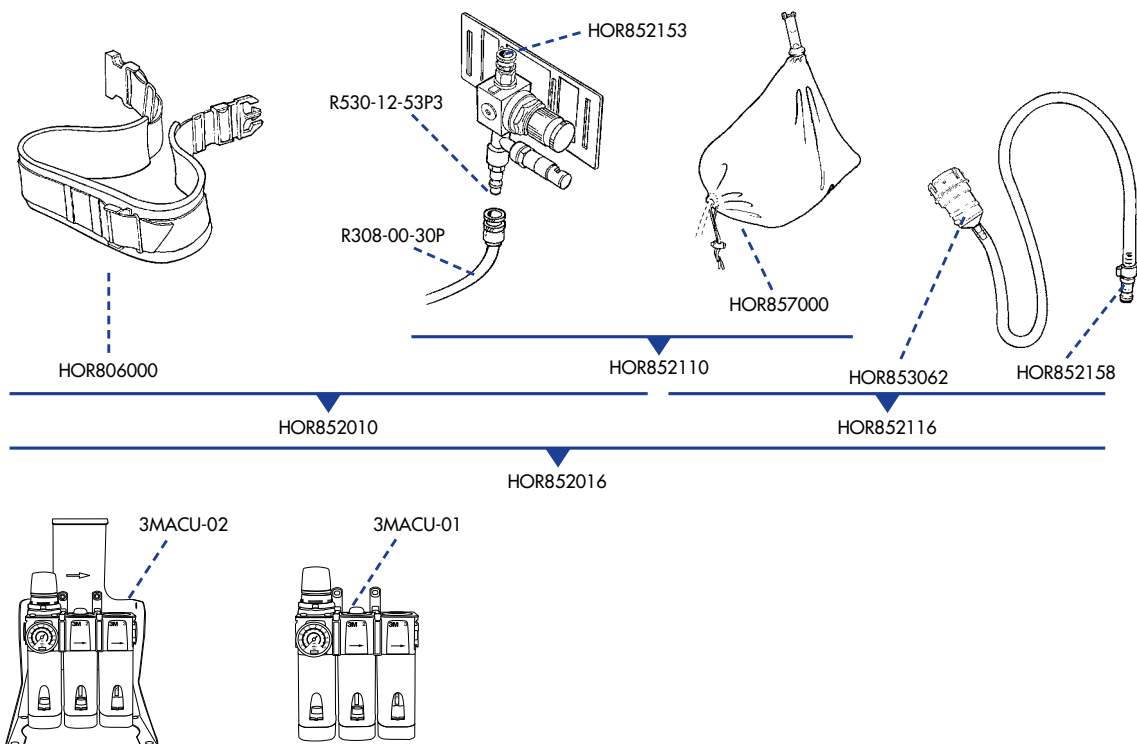 HOR852153
R530-12-53P3
R308-00-30P
HOR857000
HOR806000
HOR852110
HOR853062
HOR852158
HOR852010
HOR852116
HOR852016
3MACU-02
3MACU-01
3M
3M
3M
3M